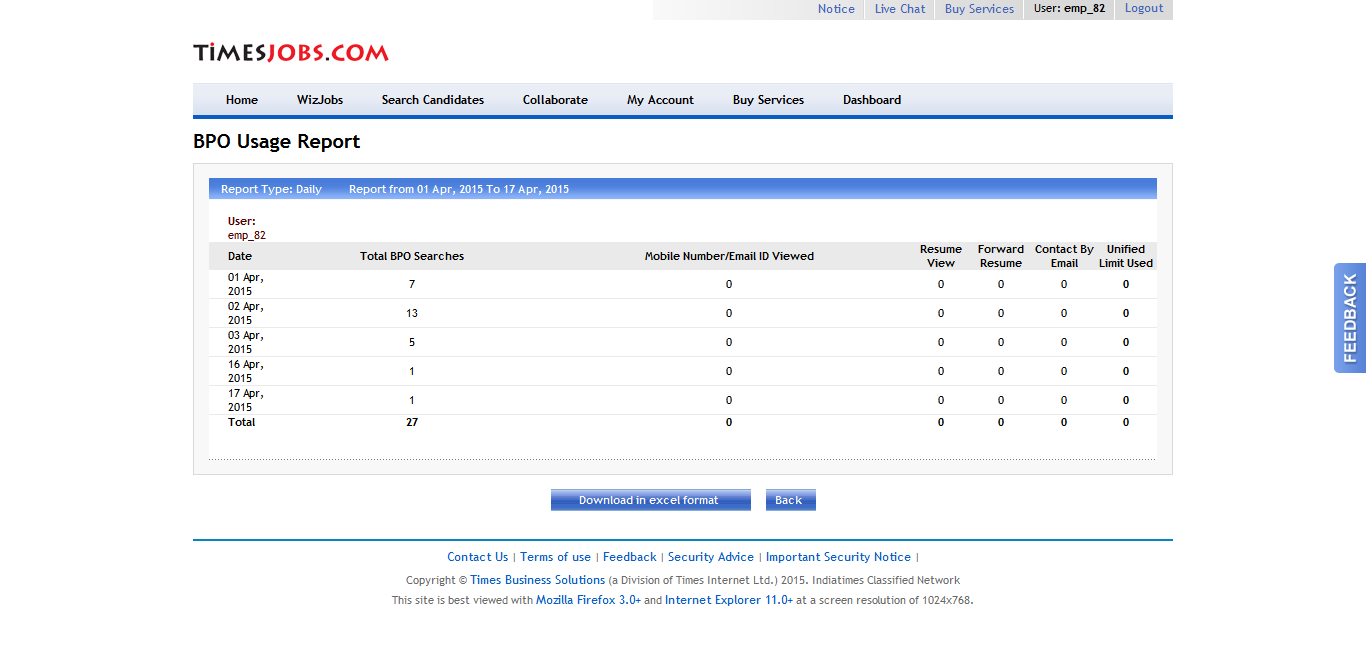 Notice Live Chat Buy Services User: emp_82 Logout
TIMESJOBS.COM
Home WizJobs Search Candidates Collaborate My Account Buy Services Dashboard
BPO Usage Report
Report Type: Daily Report from 01 Apr, 2015 To 17 Apr, 2015
User:
emp_82
Date Total BPO Searches Mobile Number/Email ID Viewed Resume View Forward Resume Contact By Email Unified Limit Used
01 Apr, 2015 7 0 0 0 0 0
02 Apr, 2015 13 0 0 0 0 0
03 Apr, 2015 5 0 0 0 0 0
16 Apr, 2015 1 0 0 0 0 0
17 Apr, 2015 1 0 0 0 0 0
Total 27 0 0 0 0 0
Download in excel format Back
FEEDBACK
Contact Us | Terms of use | Feedback | Security Advice | Important Security Notice |
Copyright © Times Business Solutions (a Division of Times Internet Ltd.) 2015. Indiatimes Classified Network
This site is best viewed with Mozilla Firefox 3.0+ and Internet Explorer 11.0+ at a screen resolution of 1024x768.